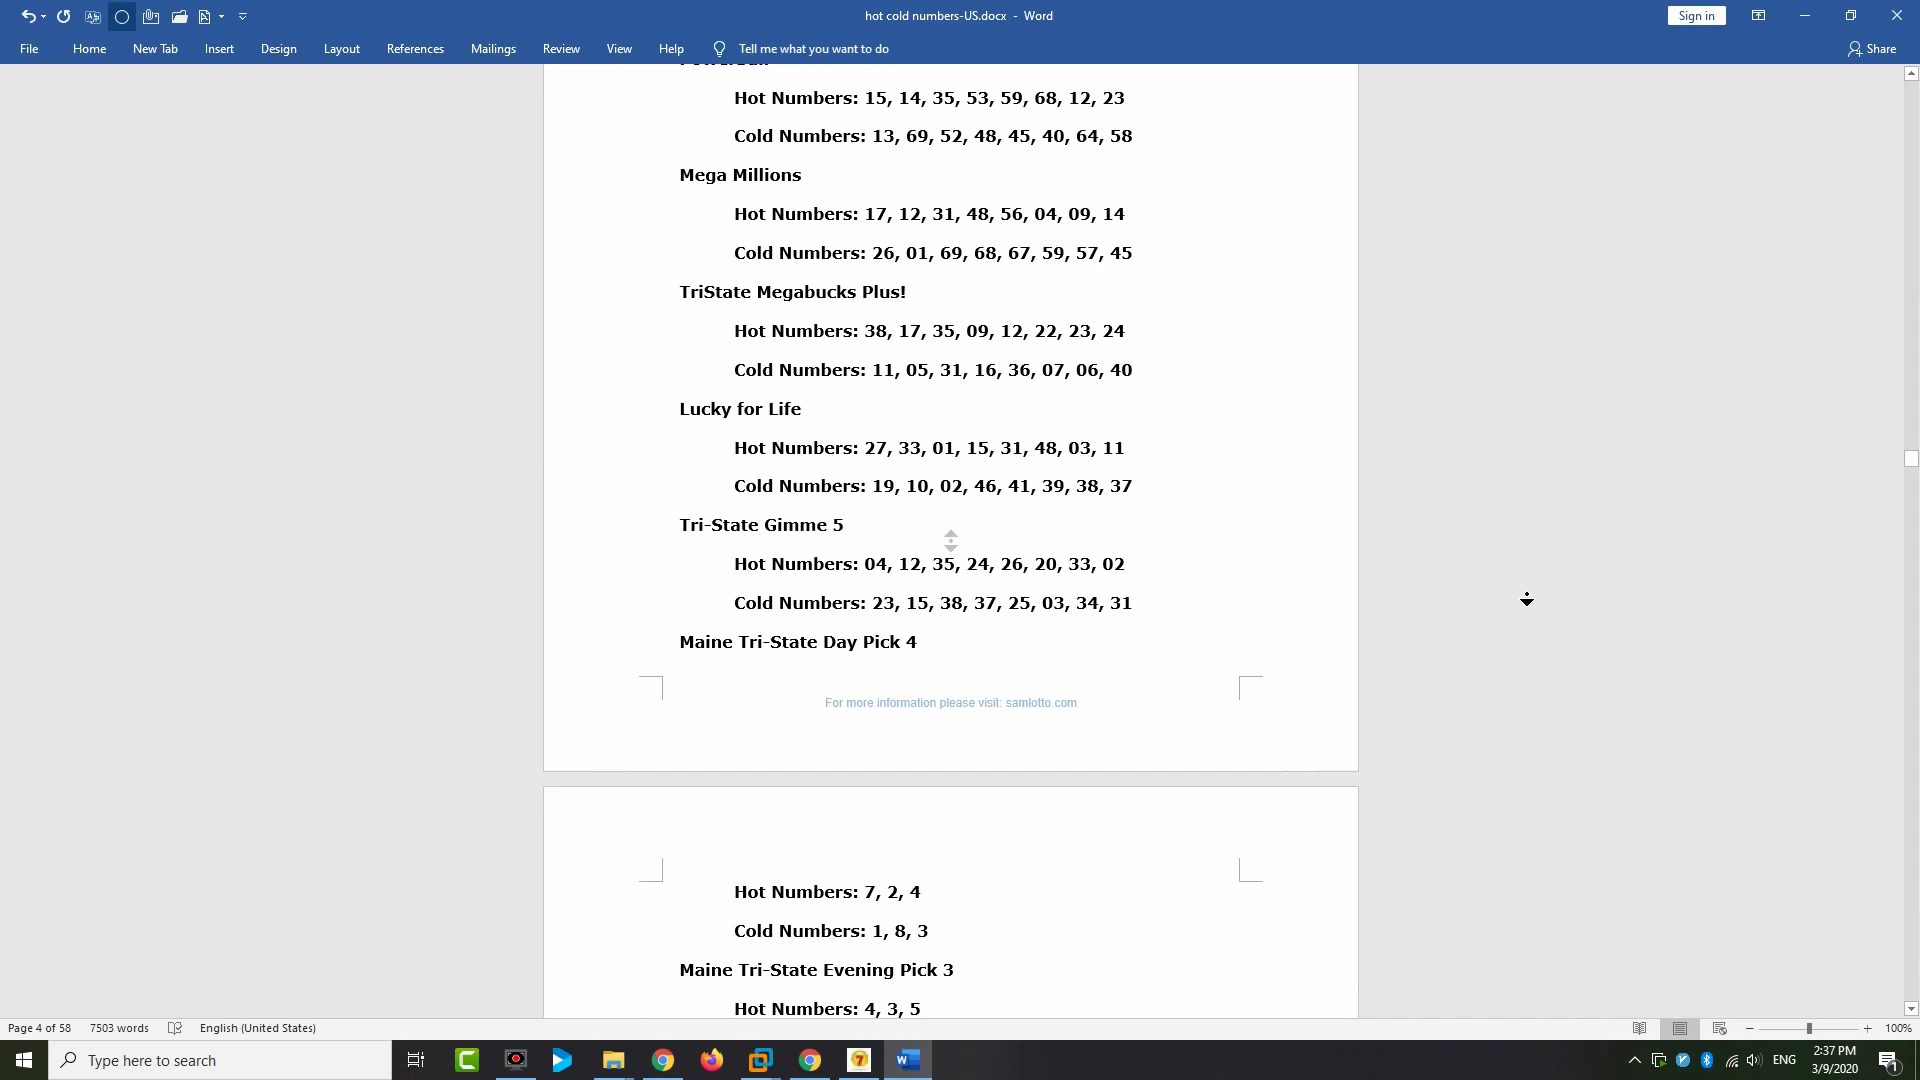 hot cold numbers-US.docx - Word
Sign in
File Home New Tab Insert Design Layout References Mailings Review View Help Tell me what you want to do Share
Hot Numbers: 15, 14, 35, 53, 59, 68, 12, 23
Cold Numbers: 13, 69, 52, 48, 45, 40, 64, 58
Mega Millions
Hot Numbers: 17, 12, 31, 48, 56, 04, 09, 14
Cold Numbers: 26, 01, 69, 68, 67, 59, 57, 45
TriState Megabucks Plus!
Hot Numbers: 38, 17, 35, 09, 12, 22, 23, 24
Cold Numbers: 11, 05, 31, 16, 36, 07, 06, 40
Lucky for Life
Hot Numbers: 27, 33, 01, 15, 31, 48, 03, 11
Cold Numbers: 19, 10, 02, 46, 41, 39, 38, 37
Tri-State Gimme 5
Hot Numbers: 04, 12, 35, 24, 26, 20, 33, 02
Cold Numbers: 23, 15, 38, 37, 25, 03, 34, 31
Maine Tri-State Day Pick 4
For more information please visit: samlotto.com
Hot Numbers: 7, 2, 4
Cold Numbers: 1, 8, 3
Maine Tri-State Evening Pick 3
Hot Numbers: 4, 3, 5
Page 4 of 58 7503 words English (United States) 100%
Type here to search
ENG
2:37 PM
3/9/2020